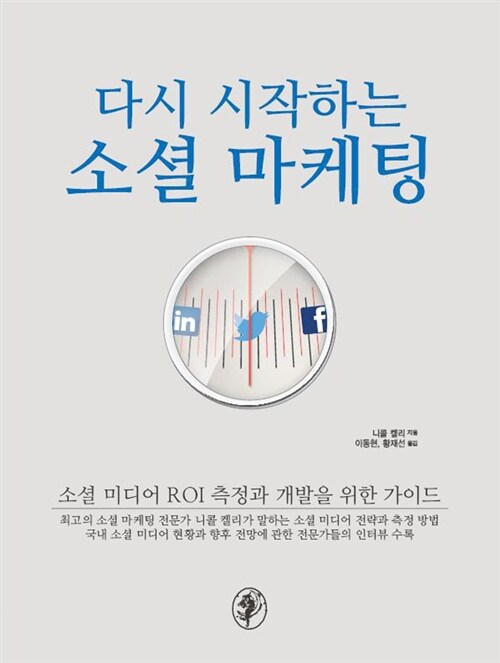 다시 시작하는
소셜 마케팅
in
f
니콜 켈리 지음
이동현, 황재선 옮김
소셜 미디어 ROI 측정과 개발을 위한 가이드
최고의 소셜 마케팅 전문가 니콜 켈리가 말하는 소셜 미디어 전략과 측정 방법
국내 소셜 미디어 현황과 향후 전망에 관한 전문가들의 인터뷰 수록